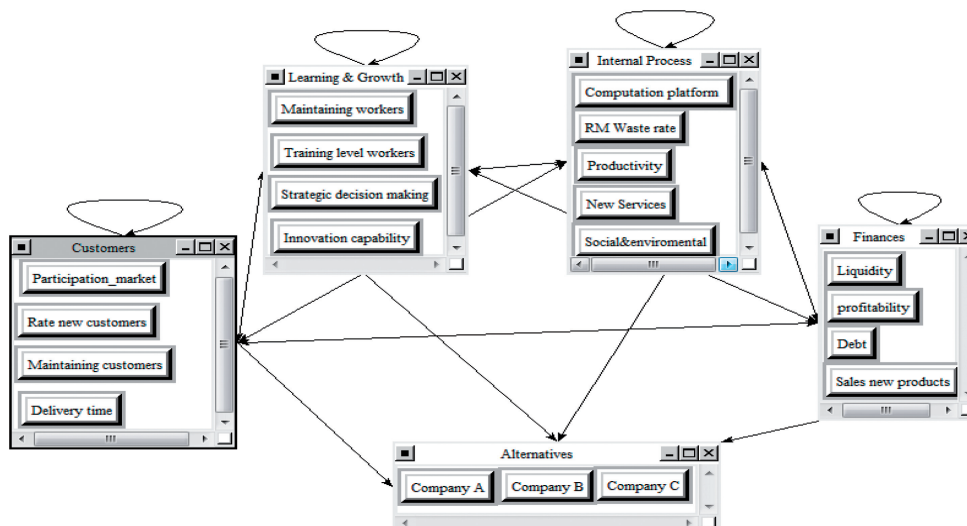 Learning & Growth
Maintaining workers
Training level workers
Strategic decision making
Innovation capability
Internal Process
Computation platform
RM Waste rate
Productivity
New Services
Social&enviromental
Customers
Participation_market
Rate new customers
Maintaining customers
Delivery time
Finances
Liquidity
profitability
Debt
Sales new products
Alternatives
Company A
Company B
Company C